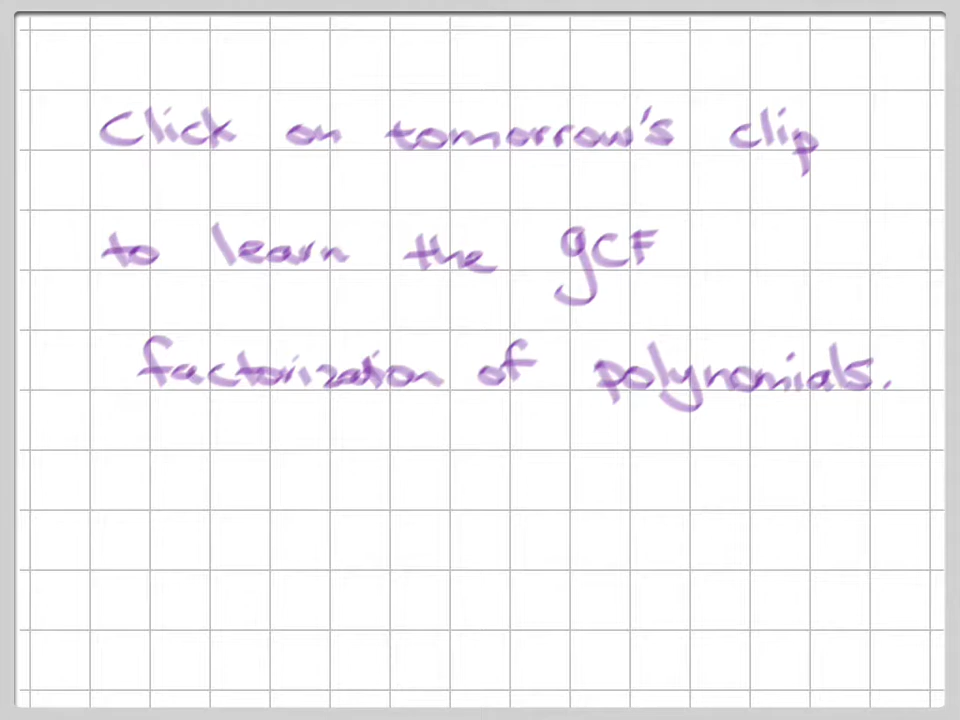 Click on tomorrow's clip
to learn the gCF
factorization of polynomials.